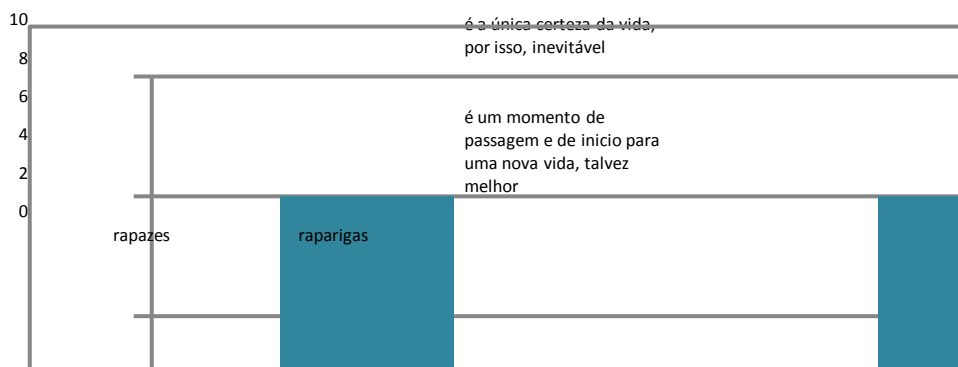 10
é a única certeza da vida,
por isso, inevitável
8
6
é um momento de
4
passagem e de inicio para
uma nova vida, talvez
2
melhor
0
rapazes raparigas